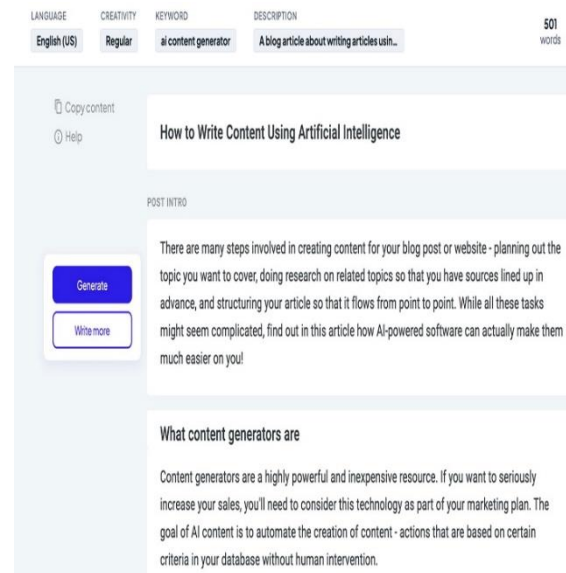 LANGUAGE CREATIVITY KEYWORD DESCRIPTION
English (US) Regular ai content generator A blog article about writing articles usin...
501
words
Copy content
Help
How to Write Content Using Artificial Intelligence
POST INTRO
There are many steps involved in creating content for your blog post or website - planning out the
topic you want to cover, doing research on related topics so that you have sources lined up in
advance, and structuring your article so that it flows from point to point. While all these tasks
might seem complicated, find out in this article how AI-powered software can actually make them
much easier on you!
Generate
Write more
What content generators are
Content generators are a highly powerful and inexpensive resource. If you want to seriously
increase your sales, you'll need to consider this technology as part of your marketing plan. The
goal of AI content is to automate the creation of content - actions that are based on certain
criteria in your database without human intervention.